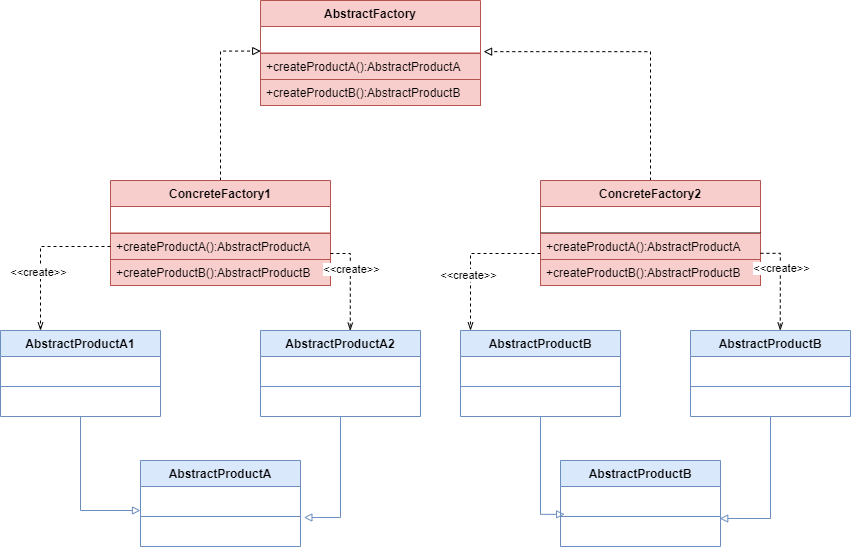 AbstractFactory
+createProductA():AbstractProductA
+createProductB():AbstractProductB
ConcreteFactory1
+createProductA():AbstractProductA
+createProductB():AbstractProductB
<<create>>
<<create>>
ConcreteFactory2
+createProductA():AbstractProductA
+createProductB():AbstractProductB
<<create>>
<<create>>
AbstractProductA1
AbstractProductA2
AbstractProductB
AbstractProductB
AbstractProductA
AbstractProductB